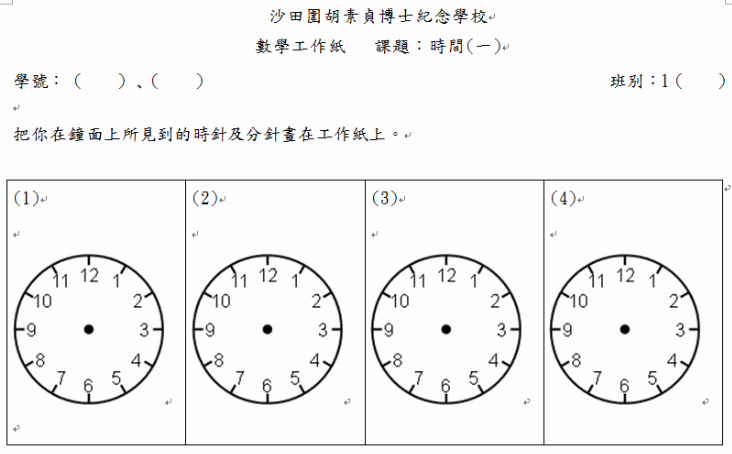 沙田圍胡素貞博士紀念學校
數學工作紙 課題：時間(一)
學號：（ ）、（ ） 班別：1（ ）
把你在鐘面上所見到的時針及分針畫在工作紙上。
(1) (2) (3) (4)
12 1 2 3 4 5 6 7 8 9 10 11
12 1 2 3 4 5 6 7 8 9 10 11
12 1 2 3 4 5 6 7 8 9 10 11
12 1 2 3 4 5 6 7 8 9 10 11